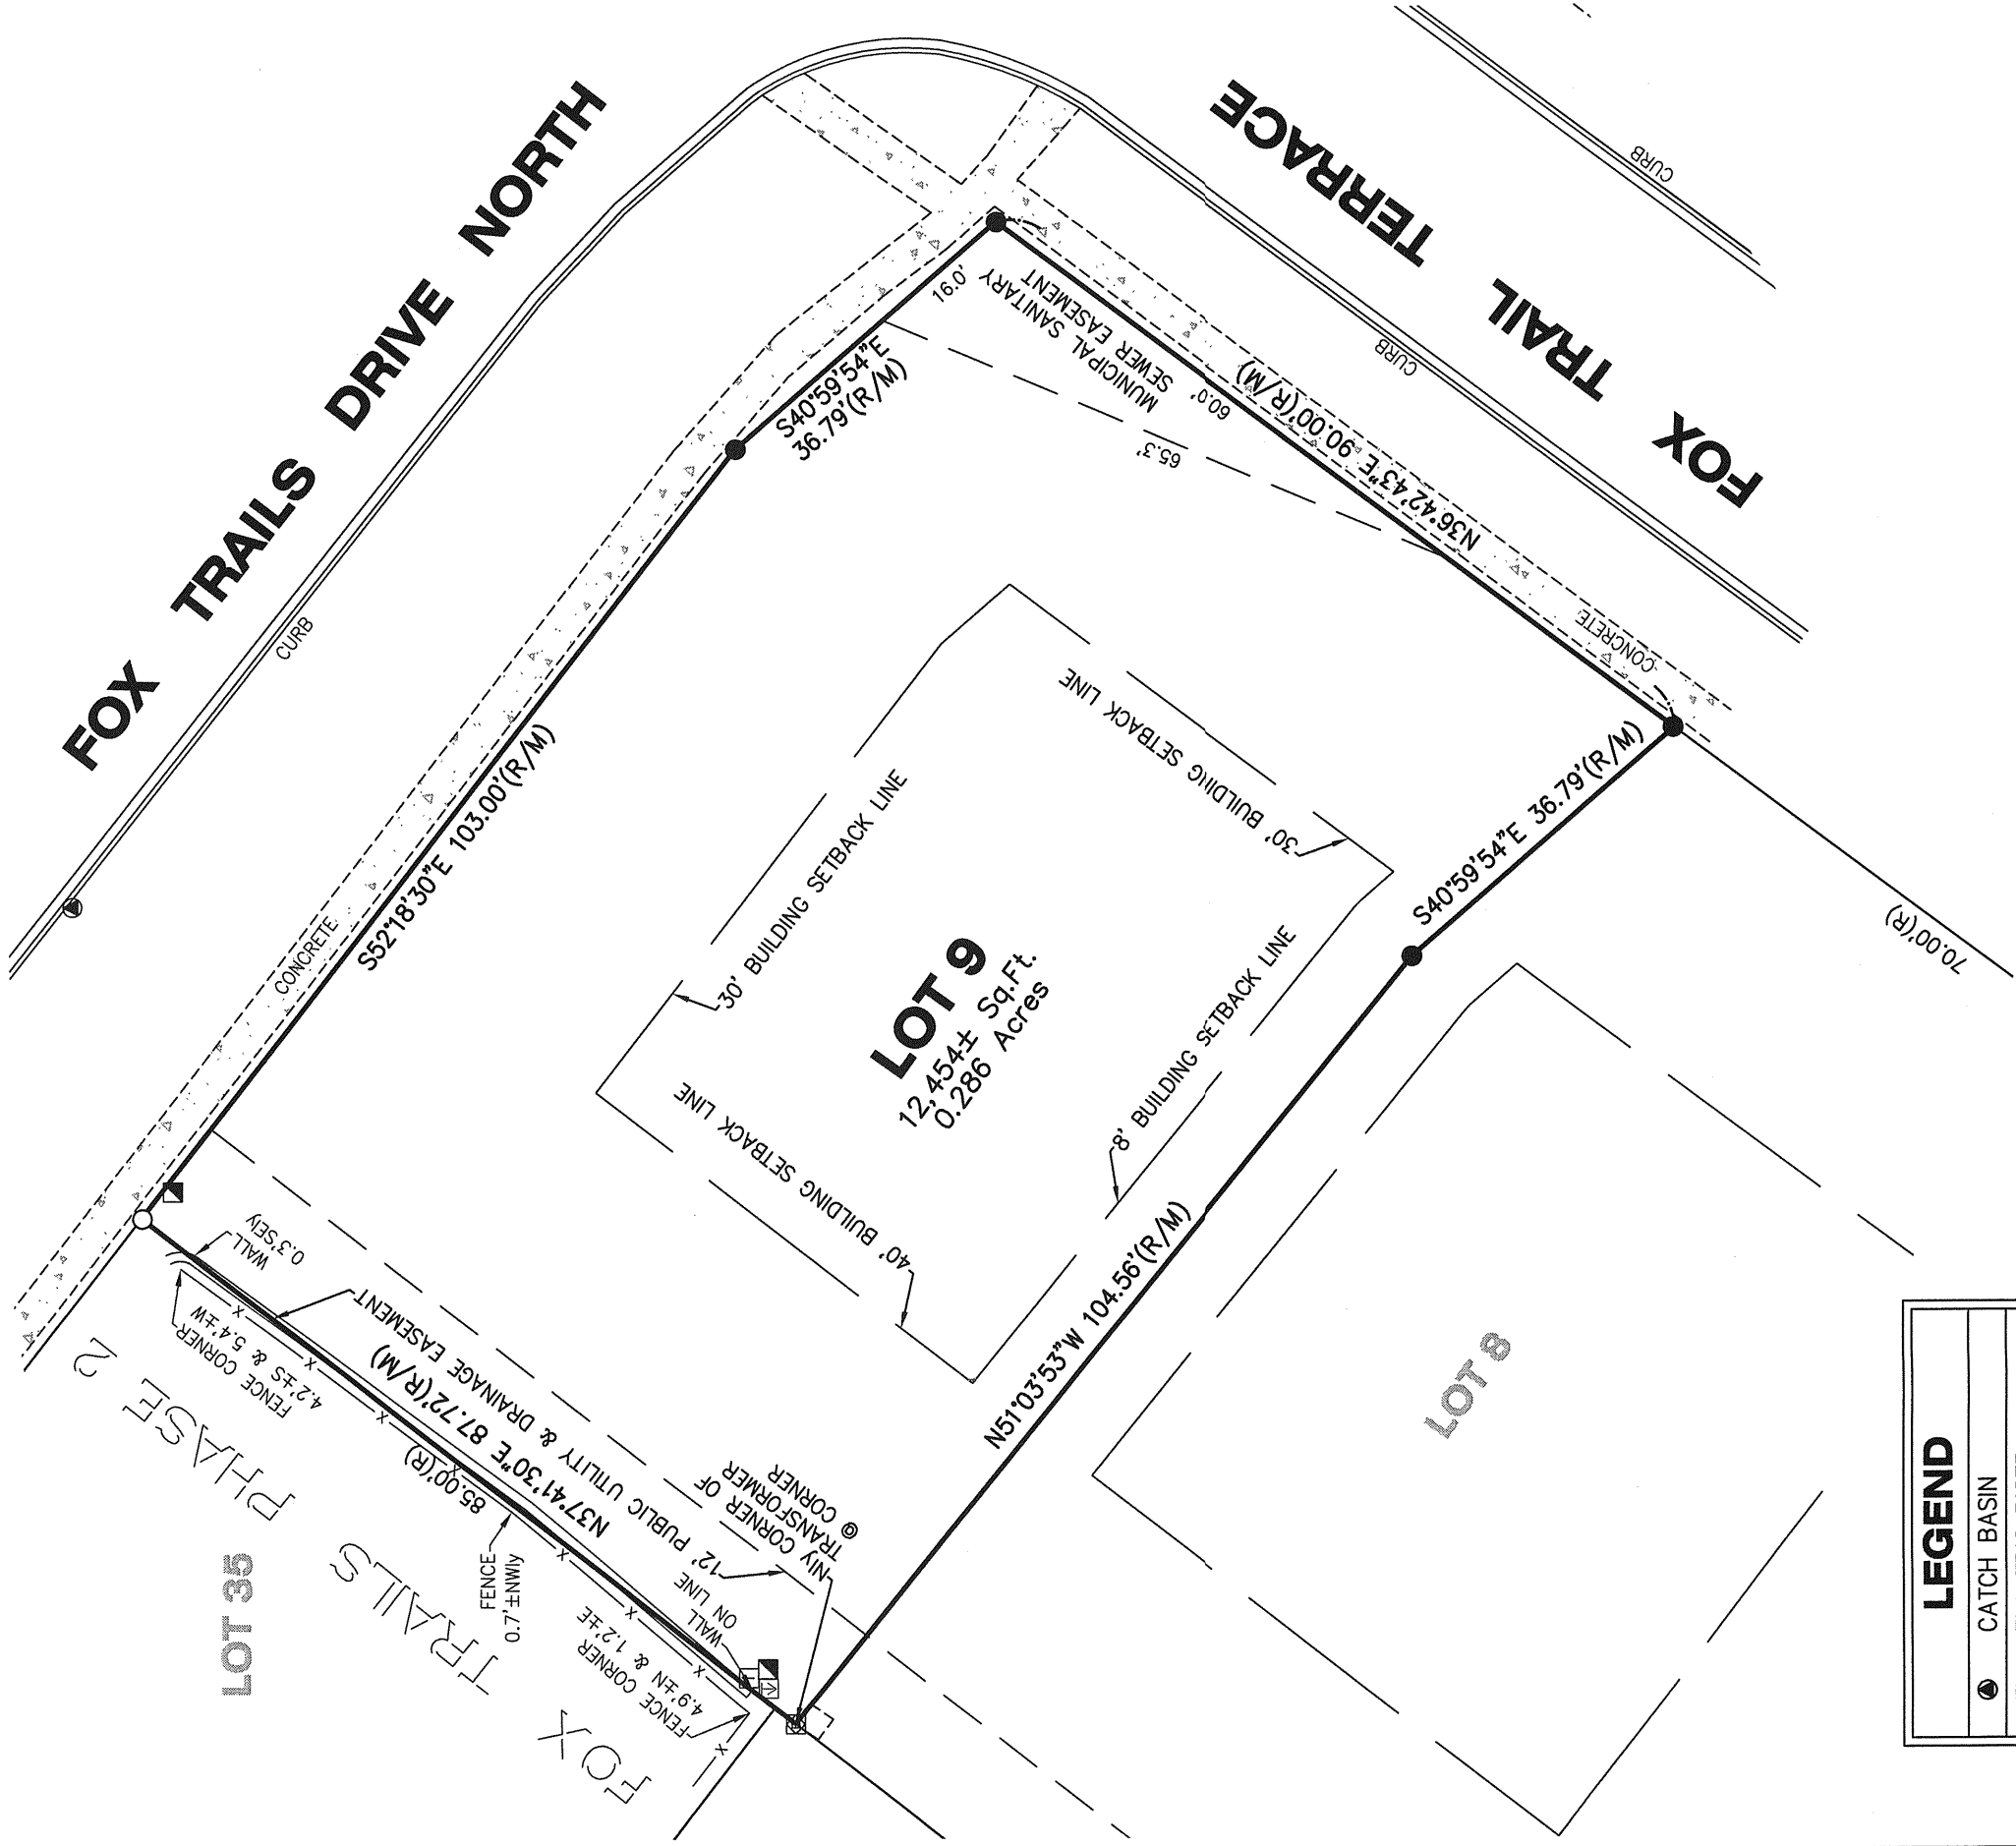 FOX TRAILS DRIVE NORTH
CURB
FOX TRAIL TERRACE
CURB
CURB
CONCRETE
S52°18'30"E 103.00'(R/M)
S40°59'54"E
36.79'(R/M)
16.0'
MUNICIPAL SANITARY
SEWER EASEMENT
60.0'
65.3'
N36°42'43"E 90.00'(R/M)
CONCRETE
30' BUILDING SETBACK LINE
30' BUILDING SETBACK LINE
S40°59'54"E 36.79'(R/M)
70.00'(R)
LOT 9
12,454± Sq.Ft.
0.286 Acres
40' BUILDING SETBACK LINE
8' BUILDING SETBACK LINE
N51°03'53"W 104.56'(R/M)
WALL
0.3'SEly
FENCE CORNER
4.2'±S & 5.4'±W
12' PUBLIC UTILITY & DRAINAGE EASEMENT
N37°41'30"E 87.72'(R/M)
85.00'(R)
FENCE
0.7'±NWly
WALL
ON LINE
FENCE CORNER
4.9'±N & 1.2'±E
N'ly CORNER OF
TRANSFORMER
@ CORNER
FOX TRAILS PHASE 2
LOT 35
LOT 8
LEGEND
CATCH BASIN